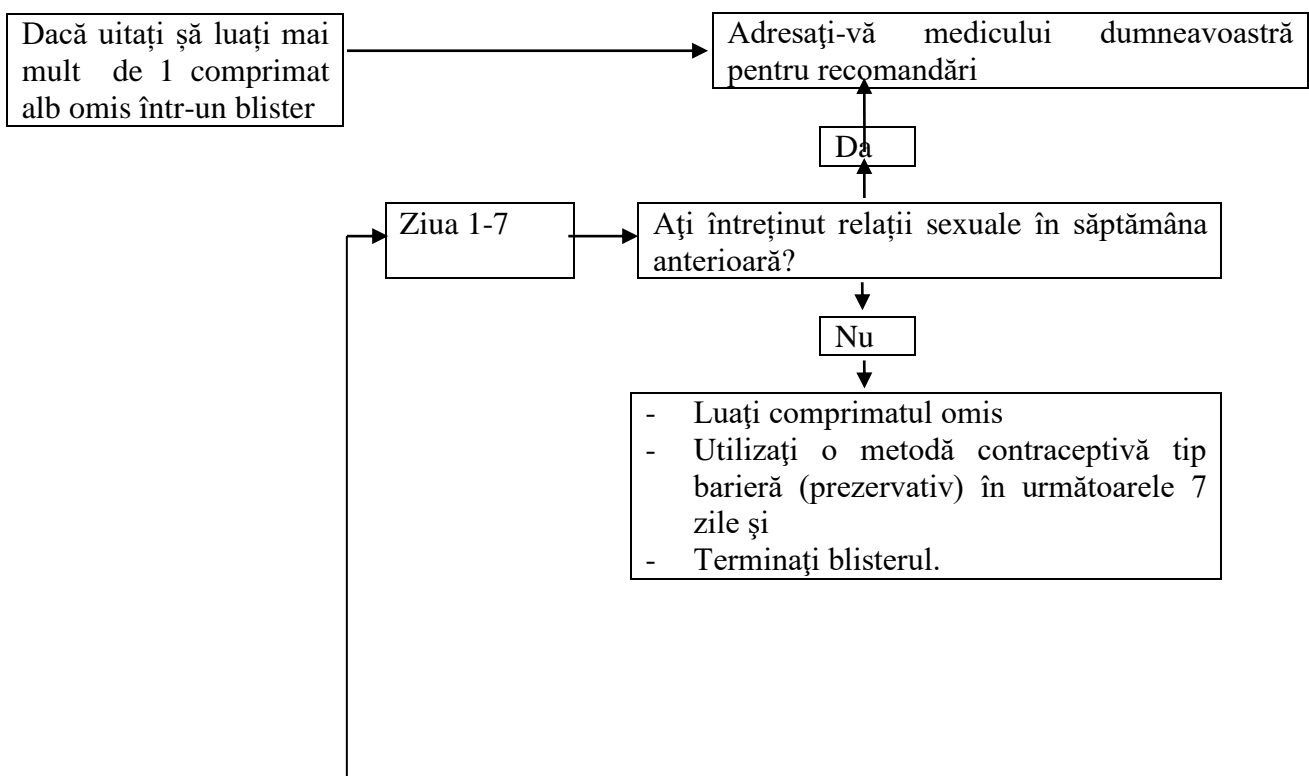 Dacă uitați șă luați mai
mult de 1 comprimat
alb omis într-un blister
Adresaţi-vă medicului dumneavoastră
pentru recomandări
Da
Ziua 1-7
Aţi întreținut relații sexuale în săptămâna
anterioară?
Nu
- Luaţi comprimatul omis
- Utilizaţi o metodă contraceptivă tip
barieră (prezervativ) în următoarele 7
zile şi
- Terminaţi blisterul.